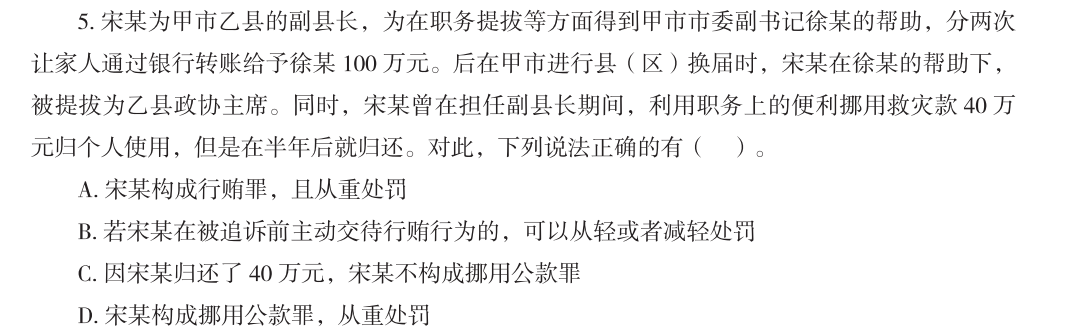 5. 宋某为甲市乙县的副县长，为在职务提拔等方面得到甲市市委副书记徐某的帮助，分两次
让家人通过银行转账给予徐某 100 万元。后在甲市进行县（区）换届时，宋某在徐某的帮助下，
被提拔为乙县政协主席。同时，宋某曾在担任副县长期间，利用职务上的便利挪用救灾款 40 万
元归个人使用，但是在半年后就归还。对此，下列说法正确的有（　）。
A. 宋某构成行贿罪，且从重处罚
B. 若宋某在被追诉前主动交待行贿行为的，可以从轻或者减轻处罚
C. 因宋某归还了 40 万元，宋某不构成挪用公款罪
D. 宋某构成挪用公款罪，从重处罚